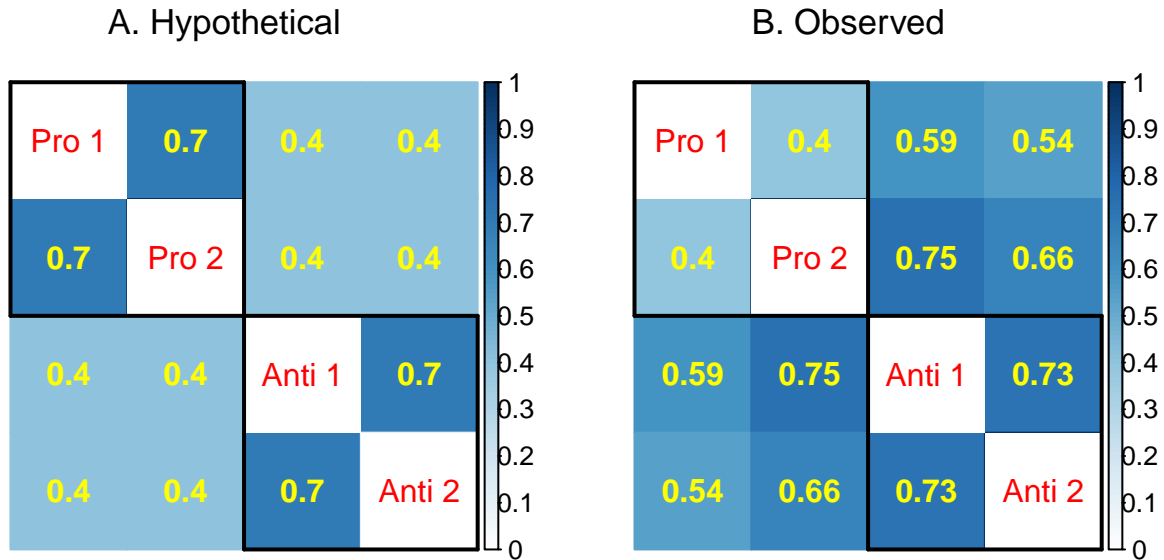 A. Hypothetical
Pro 1 0.7 0.4 0.4
0.7 Pro 2 0.4 0.4
0.4 0.4 Anti 1 0.7
0.4 0.4 0.7 Anti 2
1
0.9
0.8
0.7
0.6
0.5
0.4
0.3
0.2
0.1
0
B. Observed
Pro 1 0.4 0.59 0.54
0.4 Pro 2 0.75 0.66
0.59 0.75 Anti 1 0.73
0.54 0.66 0.73 Anti 2
1
0.9
0.8
0.7
0.6
0.5
0.4
0.3
0.2
0.1
0